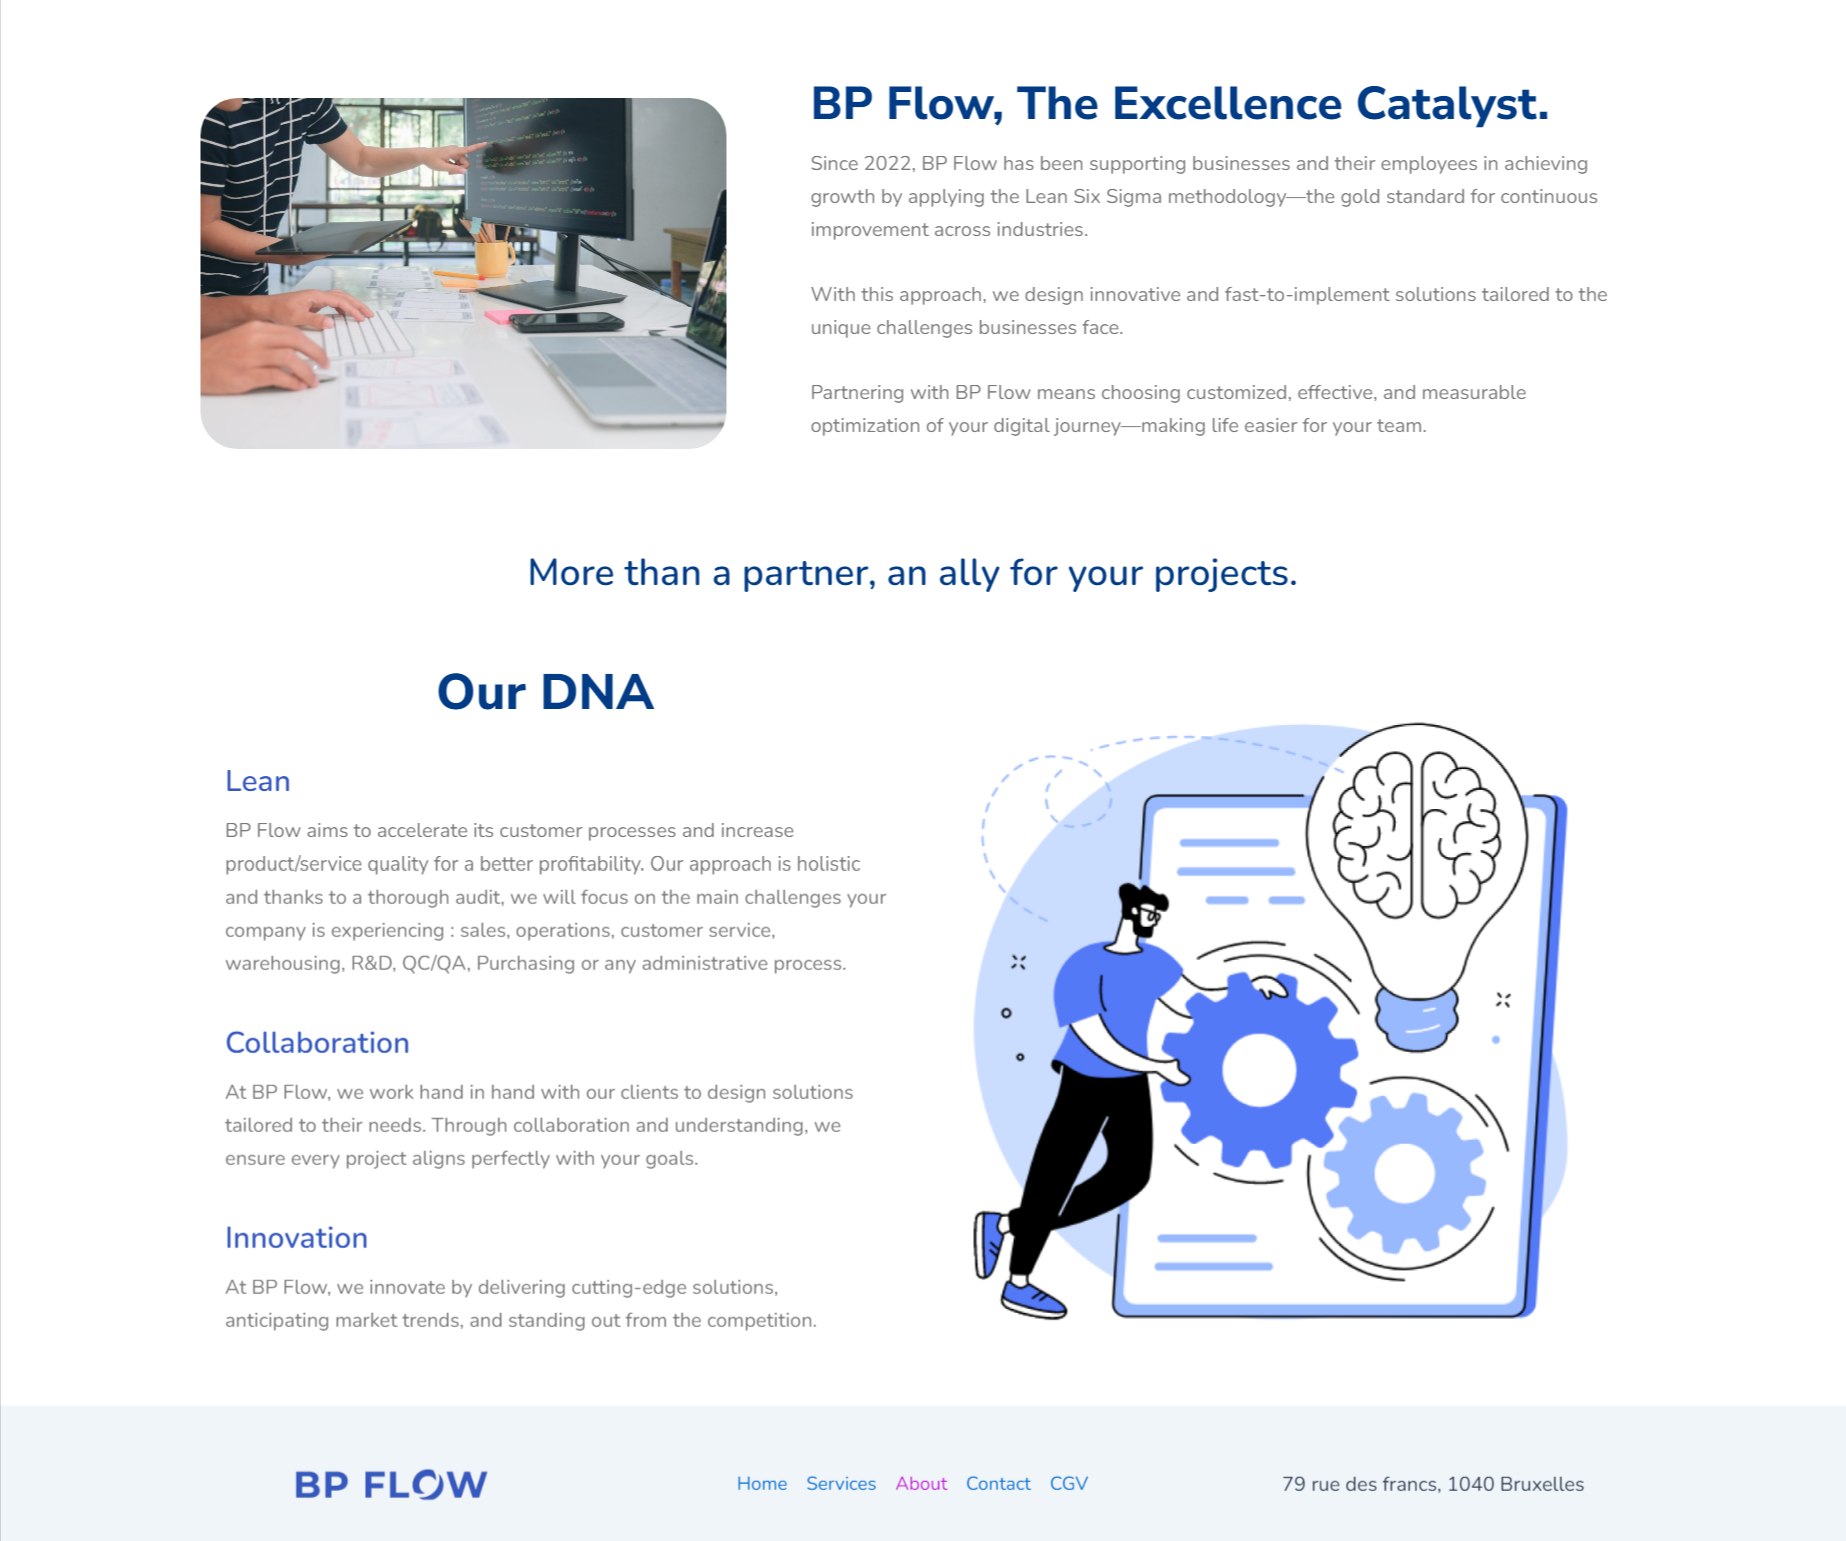 BP Flow, The Excellence Catalyst.
Since 2022, BP Flow has been supporting businesses and their employees in achieving
growth by applying the Lean Six Sigma methodology—the gold standard for continuous
improvement across industries.
With this approach, we design innovative and fast-to-implement solutions tailored to the
unique challenges businesses face.
Partnering with BP Flow means choosing customized, effective, and measurable
optimization of your digital journey—making life easier for your team.
More than a partner, an ally for your projects.
Our DNA
Lean
BP Flow aims to accelerate its customer processes and increase
product/service quality for a better profitability. Our approach is holistic
and thanks to a thorough audit, we will focus on the main challenges your
company is experiencing : sales, operations, customer service,
warehousing, R&D, QC/QA, Purchasing or any administrative process.
Collaboration
At BP Flow, we work hand in hand with our clients to design solutions
tailored to their needs. Through collaboration and understanding, we
ensure every project aligns perfectly with your goals.
Innovation
At BP Flow, we innovate by delivering cutting-edge solutions,
anticipating market trends, and standing out from the competition.
BP FLOW
Home Services About Contact CGV
79 rue des francs, 1040 Bruxelles